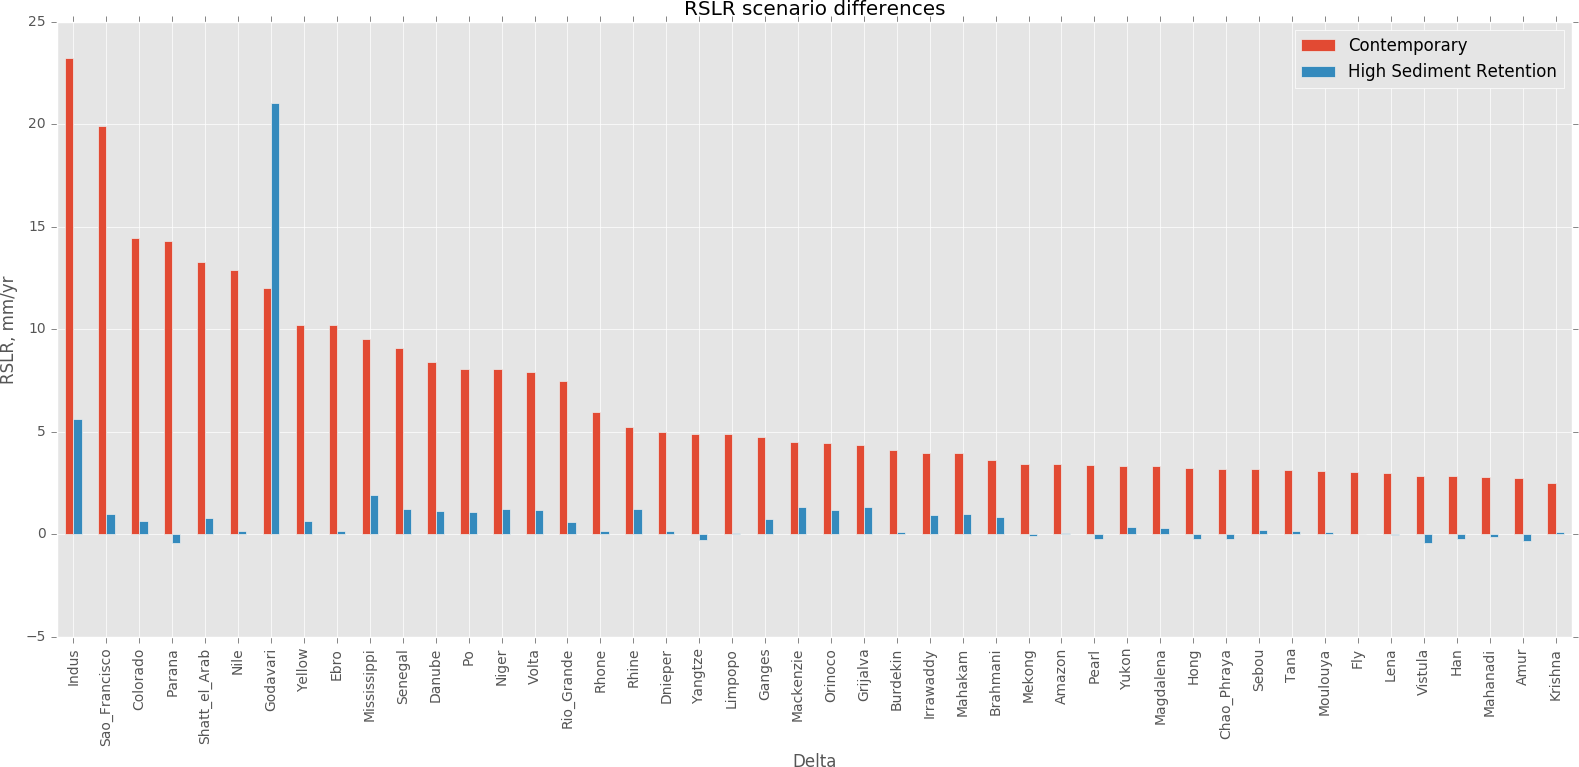 RSLR scenario differences
Contemporary
High Sediment Retention
RSLR, mm/yr
25
20
15
10
5
0
−5
Indus
Sao_Francisco
Colorado
Parana
Shatt_el_Arab
Nile
Godavari
Yellow
Ebro
Mississippi
Senegal
Danube
Po
Niger
Volta
Rio_Grande
Rhone
Rhine
Dnieper
Yangtze
Limpopo
Ganges
Mackenzie
Orinoco
Grijalva
Burdekin
Irrawaddy
Mahakam
Brahmani
Mekong
Amazon
Pearl
Yukon
Magdalena
Hong
Chao_Phraya
Sebou
Tana
Moulouya
Fly
Lena
Vistula
Han
Mahanadi
Amur
Krishna
Delta